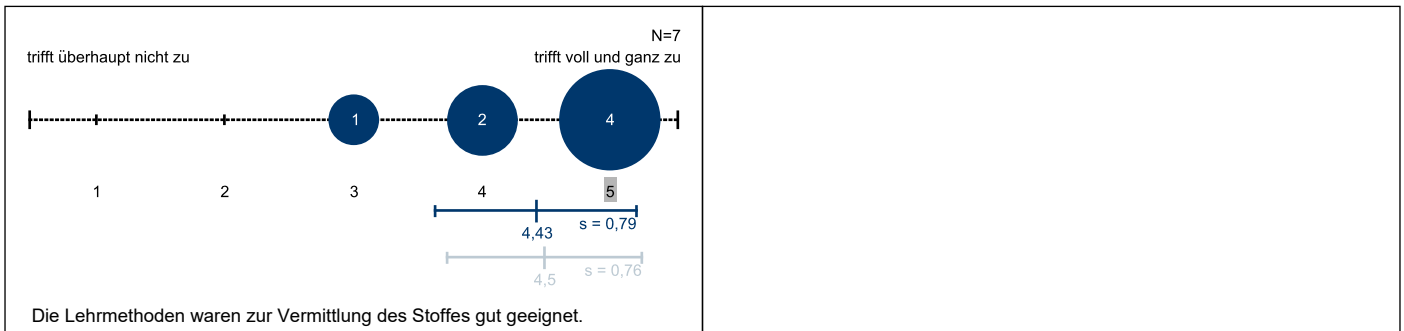 N=7
trifft überhaupt nicht zu trifft voll und ganz zu
1 2 4
1 2 3 4 5
4,43 s = 0,79
4,5 s = 0,76
Die Lehrmethoden waren zur Vermittlung des Stoffes gut geeignet.